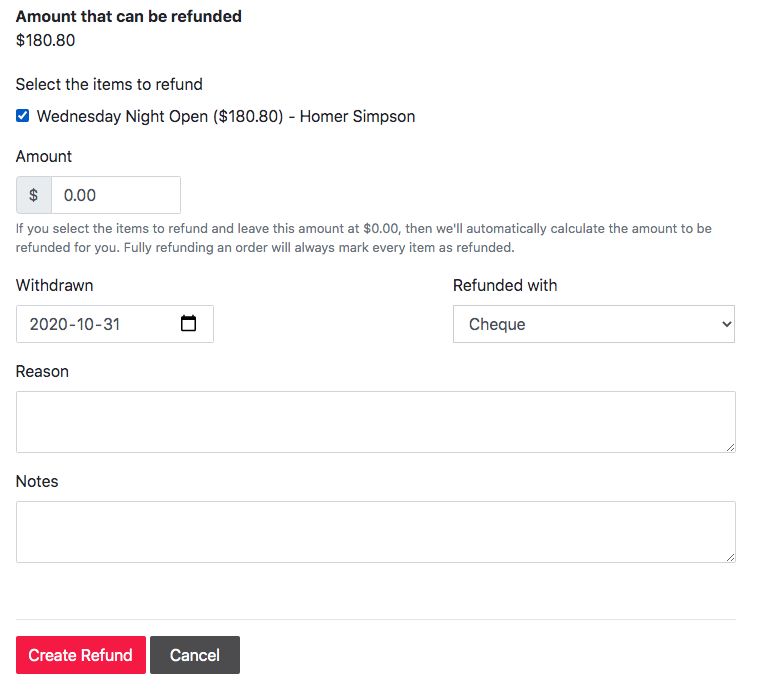 Amount that can be refunded
$180.80
Select the items to refund
Wednesday Night Open ($180.80) - Homer Simpson
Amount
$ 0.00
If you select the items to refund and leave this amount at $0.00, then we'll automatically calculate the amount to be
refunded for you. Fully refunding an order will always mark every item as refunded.
Withdrawn Refunded with
2020-10-31 Cheque
Reason
Notes
Create Refund Cancel